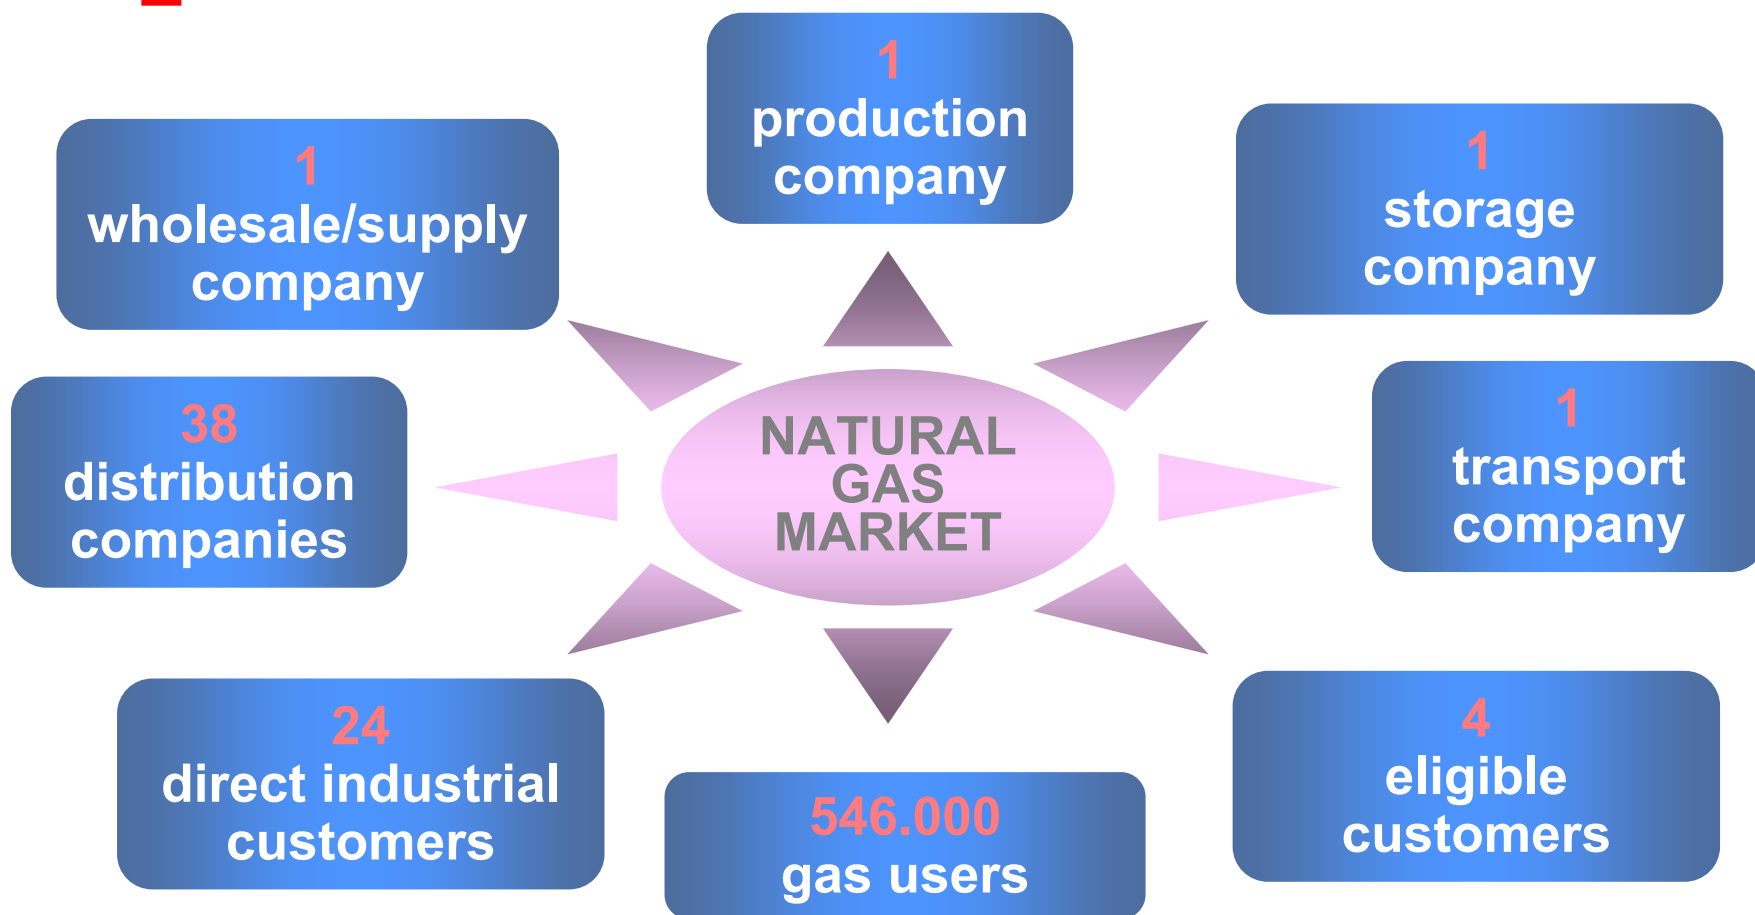 1
production
company
1
wholesale/supply
company
1
storage
company
38
distribution
companies
NATURAL
GAS
MARKET
1
transport
company
24
direct industrial
customers
546.000
gas users
4
eligible
customers